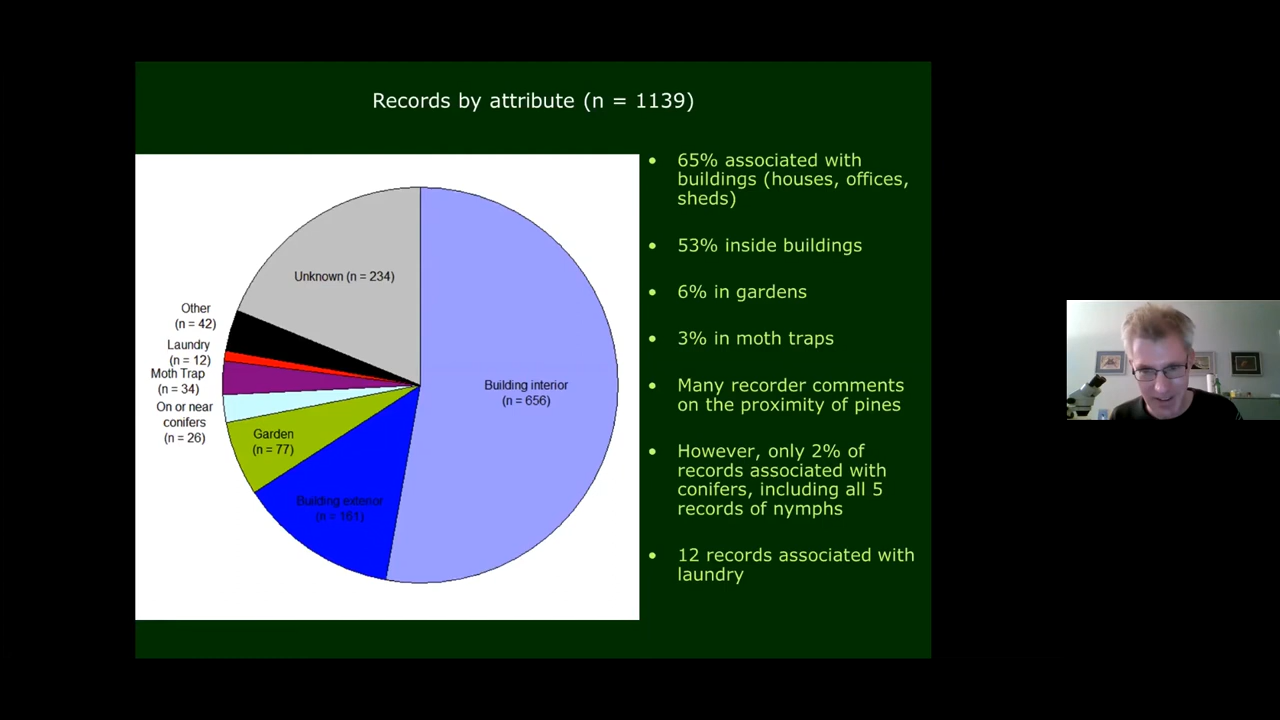 Records by attribute (n = 1139)
Unknown (n = 234)
Other
(n = 42)
Laundry
(n = 12)
Moth Trap
(n = 34)
On or near
conifers
(n = 26)
Garden
(n = 77)
Building exterior
(n = 161)
Building interior
(n = 656)
• 65% associated with
buildings (houses, offices,
sheds)
• 53% inside buildings
• 6% in gardens
• 3% in moth traps
• Many recorder comments
on the proximity of pines
• However, only 2% of
records associated with
conifers, including all 5
records of nymphs
• 12 records associated with
laundry